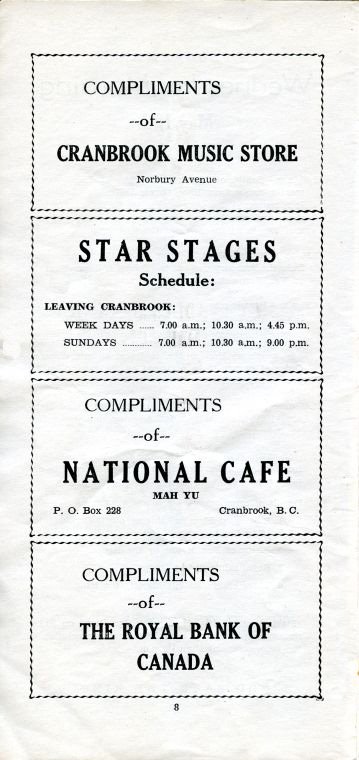 COMPLIMENTS
--of--
CRANBROOK MUSIC STORE
Norbury Avenue
STAR STAGES
Schedule:
LEAVING CRANBROOK:
WEEK DAYS ...... 7.00 a.m.; 10.30 a.m.; 4.45 p.m.
SUNDAYS ............ 7.00 a.m.; 10.30 a.m.; 9.00 p.m.
COMPLIMENTS
--of--
NATIONAL CAFE
MAH YU
P. O. Box 228 Cranbrook, B. C.
COMPLIMENTS
--of--
THE ROYAL BANK OF
CANADA
8